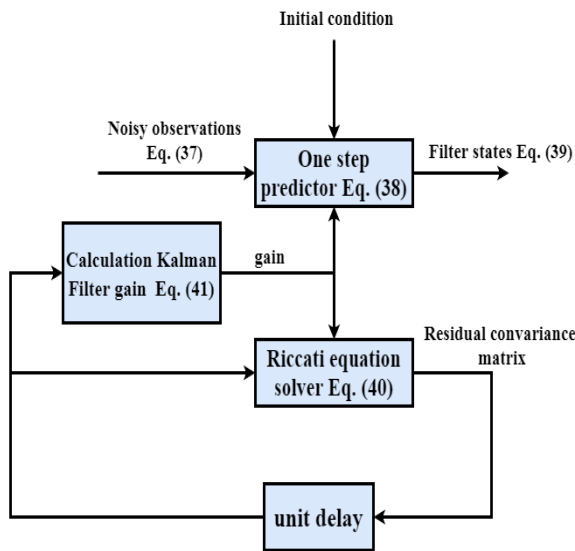 Initial condition
Noisy observations
Eq. (37)
One step
predictor Eq. (38)
Filter states Eq. (39)
Calculation Kalman
Filter gain Eq. (41)
gain
Riccati equation
solver Eq. (40)
Residual convariance
matrix
unit delay